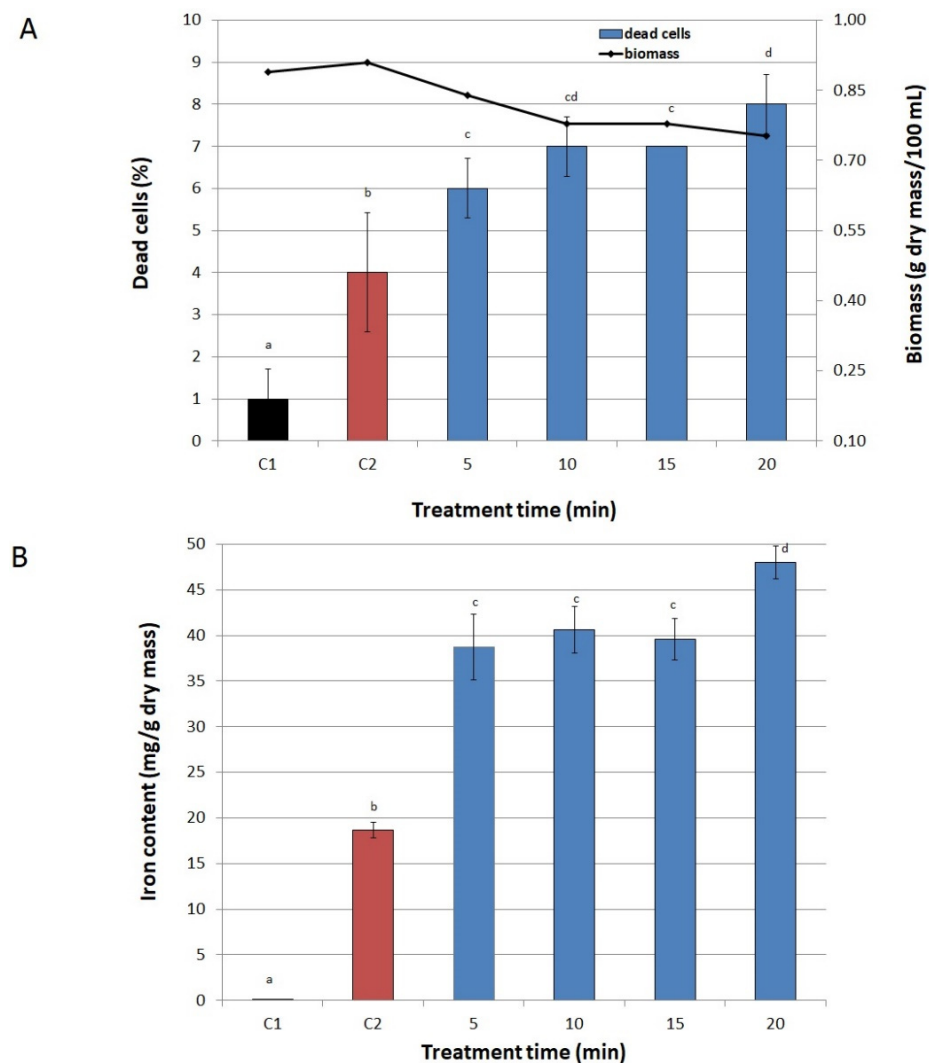 A
dead cells
biomass
Dead cells (%)
10
9
8
7
6
5
4
3
2
1
0
a
b
c
cd
c
d
1.00
0.85
0.70
0.55
0.40
0.25
0.10
Biomass (g dry mass/100 mL)
C1 C2 5 10 15 20
Treatment time (min)
B
Iron content (mg/g dry mass)
50
45
40
35
30
25
20
15
10
5
0
a
b
c
c
c
d
C1 C2 5 10 15 20
Treatment time (min)